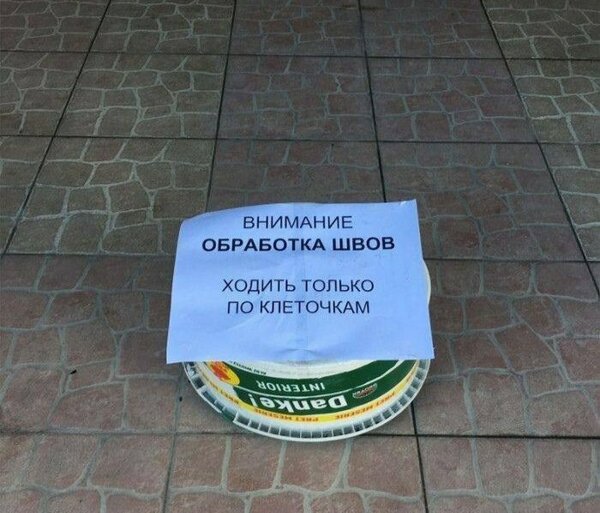 ВНИМАНИЕ
ОБРАБОТКА ШВОВ
ХОДИТЬ ТОЛЬКО
ПО КЛЕТОЧКАМ
Danke!
INTERIOR